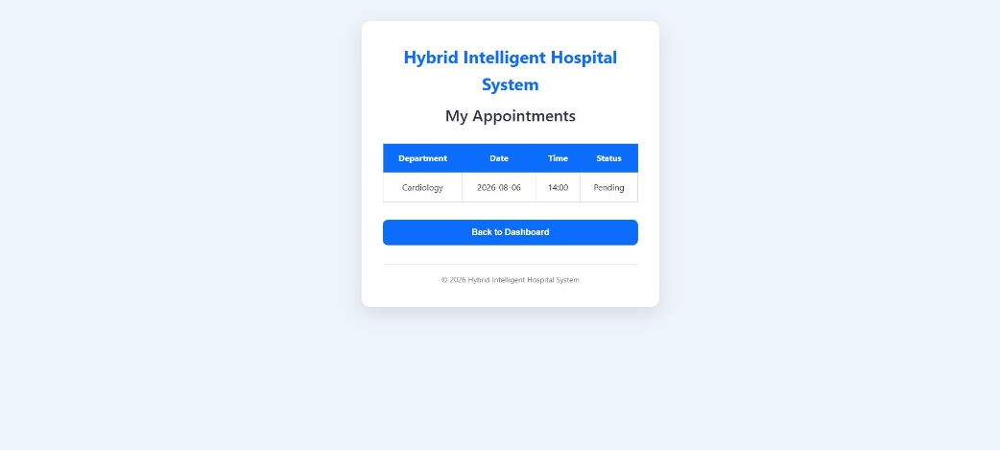 Hybrid Intelligent Hospital
System
My Appointments
Department Date Time Status
Cardiology 2026-08-06 14:00 Pending
Back to Dashboard
© 2026 Hybrid Intelligent Hospital System